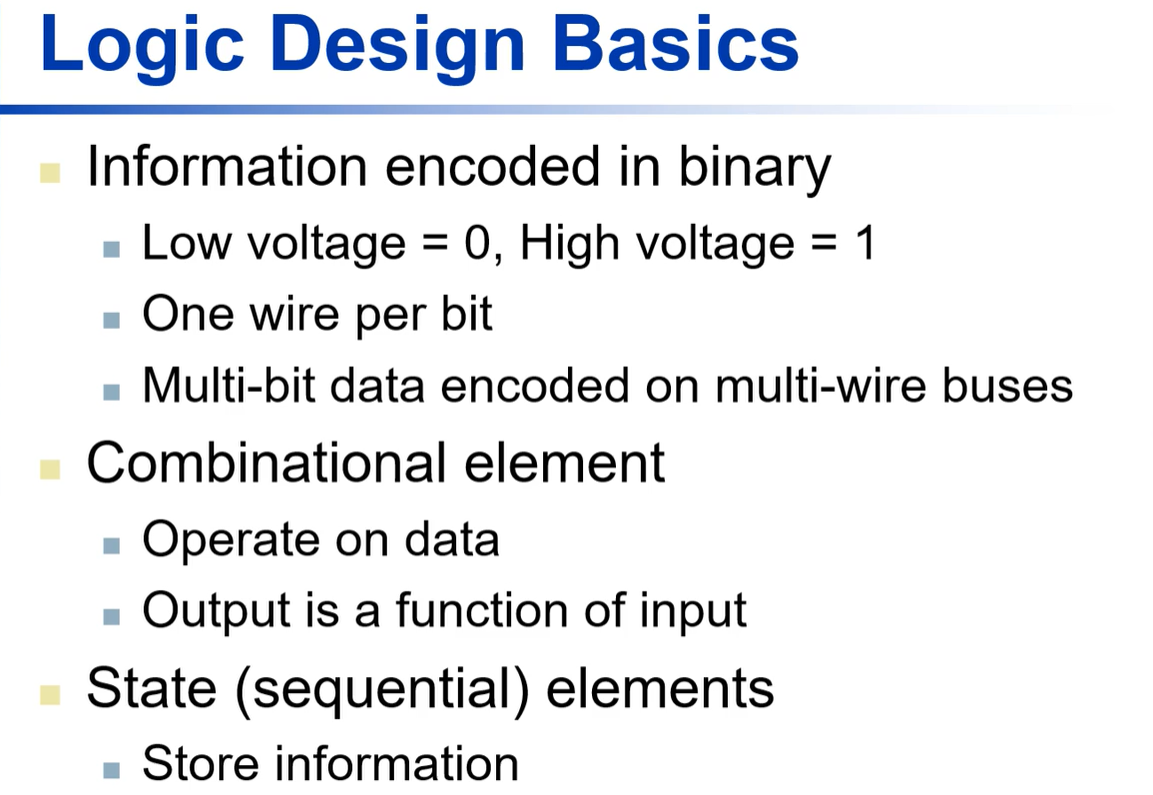 Logic Design Basics
Information encoded in binary
Low voltage = 0, High voltage = 1
One wire per bit
Multi-bit data encoded on multi-wire buses
Combinational element
Operate on data
Output is a function of input
State (sequential) elements
Store information